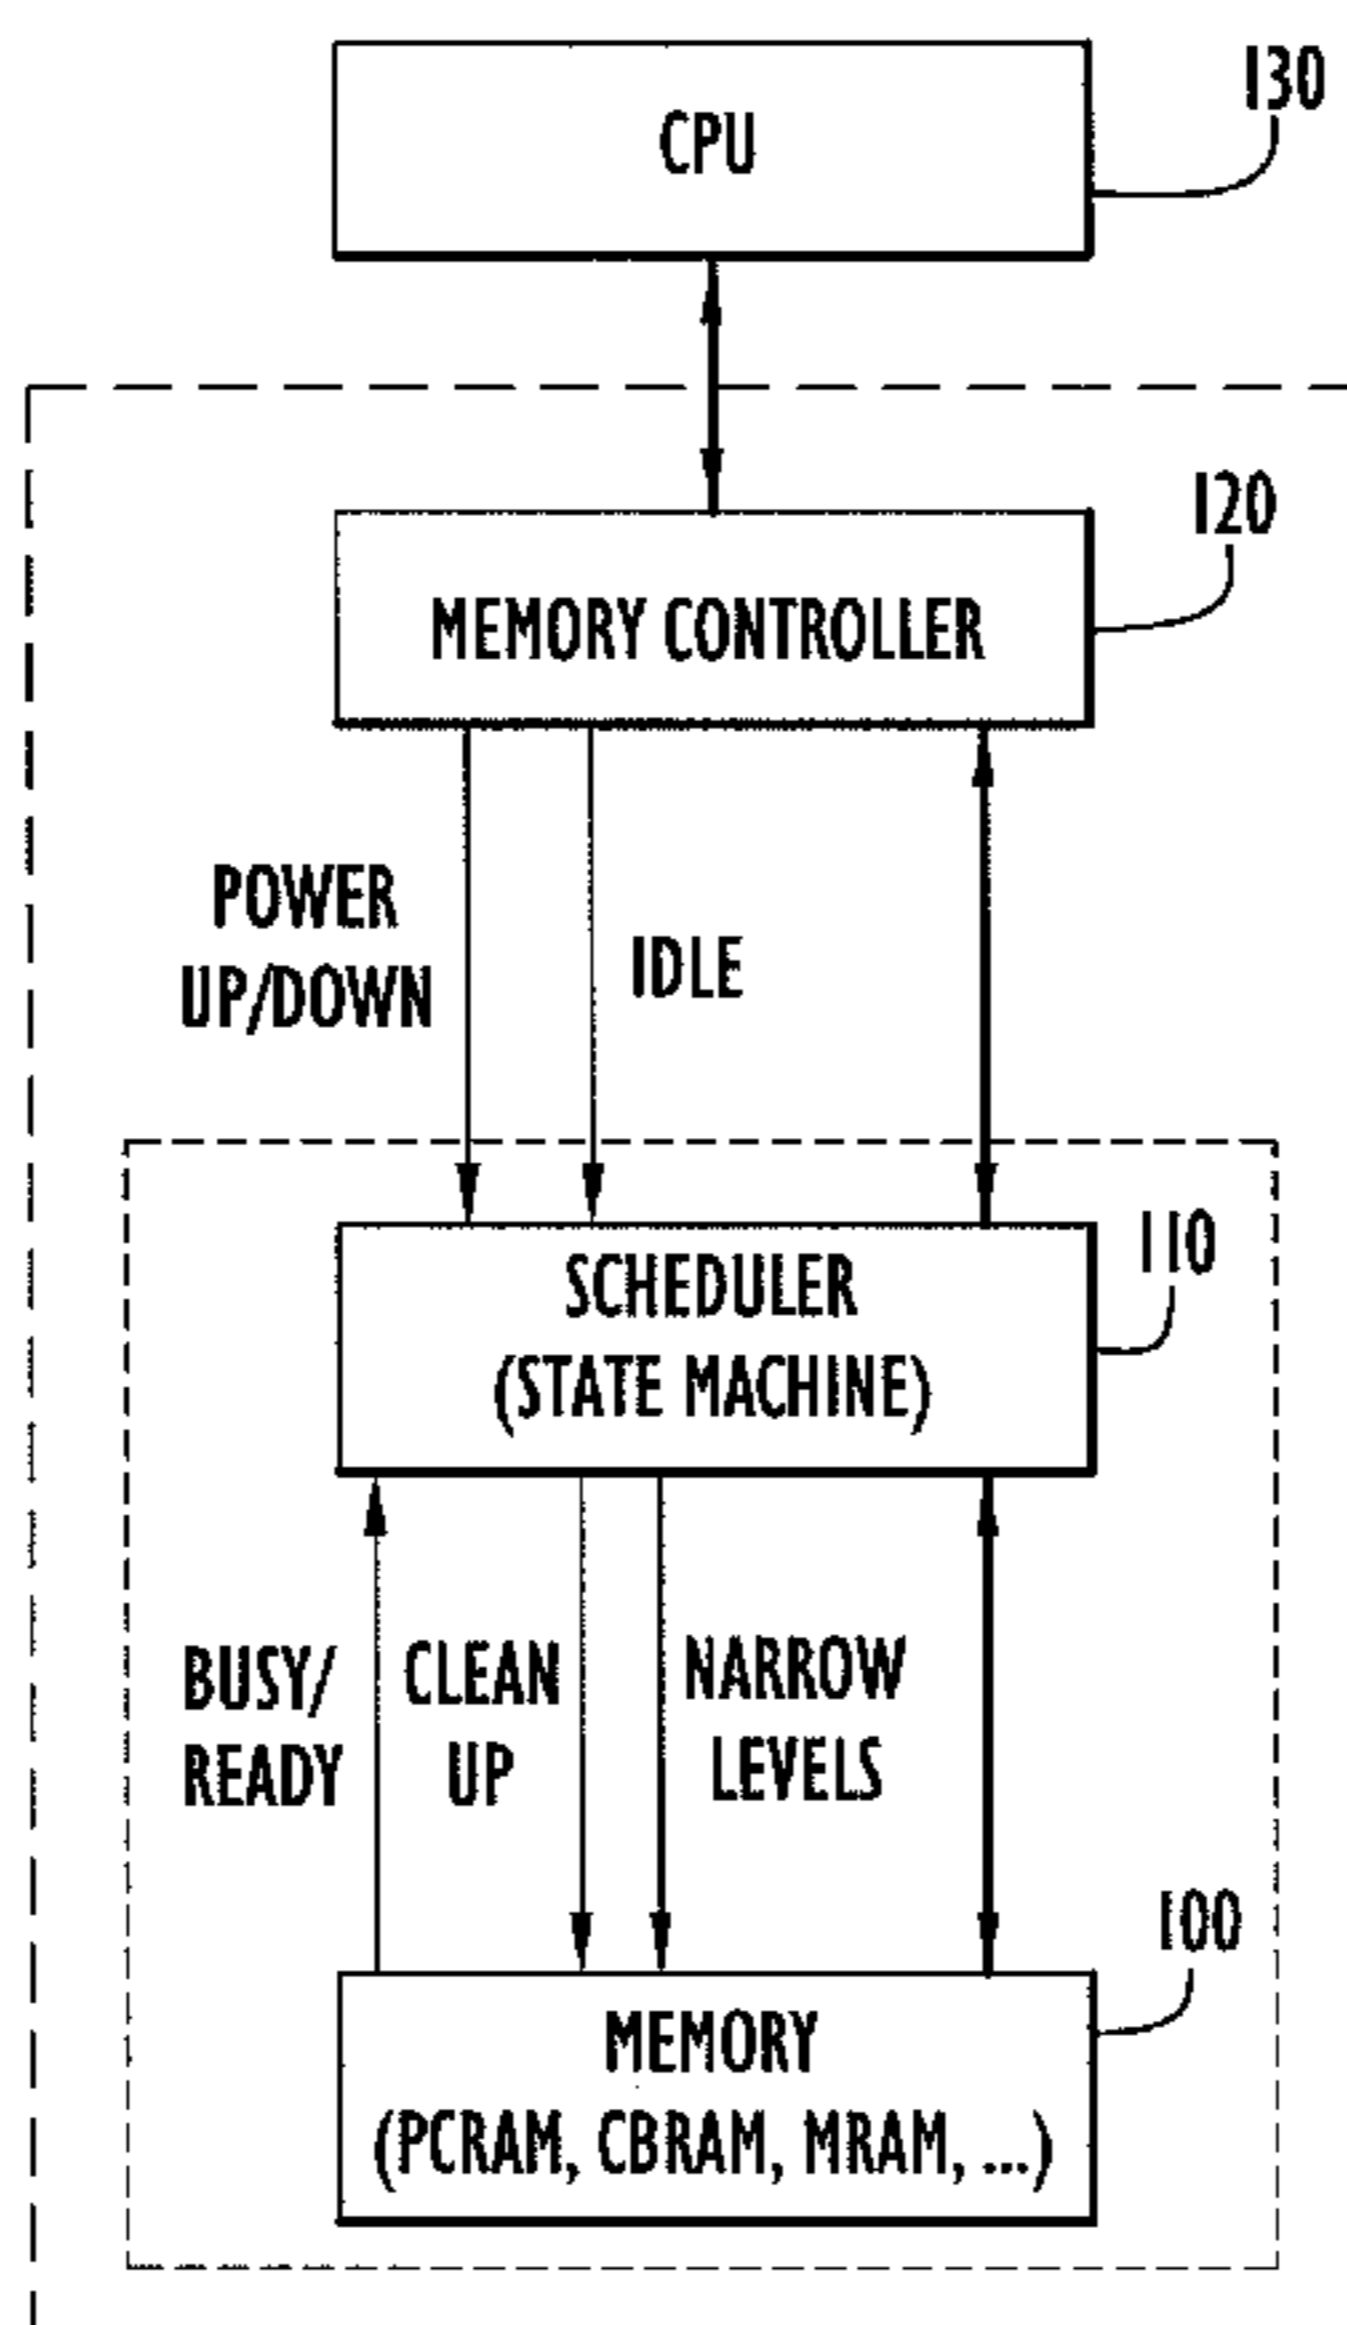 130
CPU
120
MEMORY CONTROLLER
POWER
UP/DOWN
IDLE
110
SCHEDULER
(STATE MACHINE)
BUSY/
READY
CLEAN
UP
NARROW
LEVELS
100
MEMORY
(PCRAM, CBRAM, MRAM, ...)